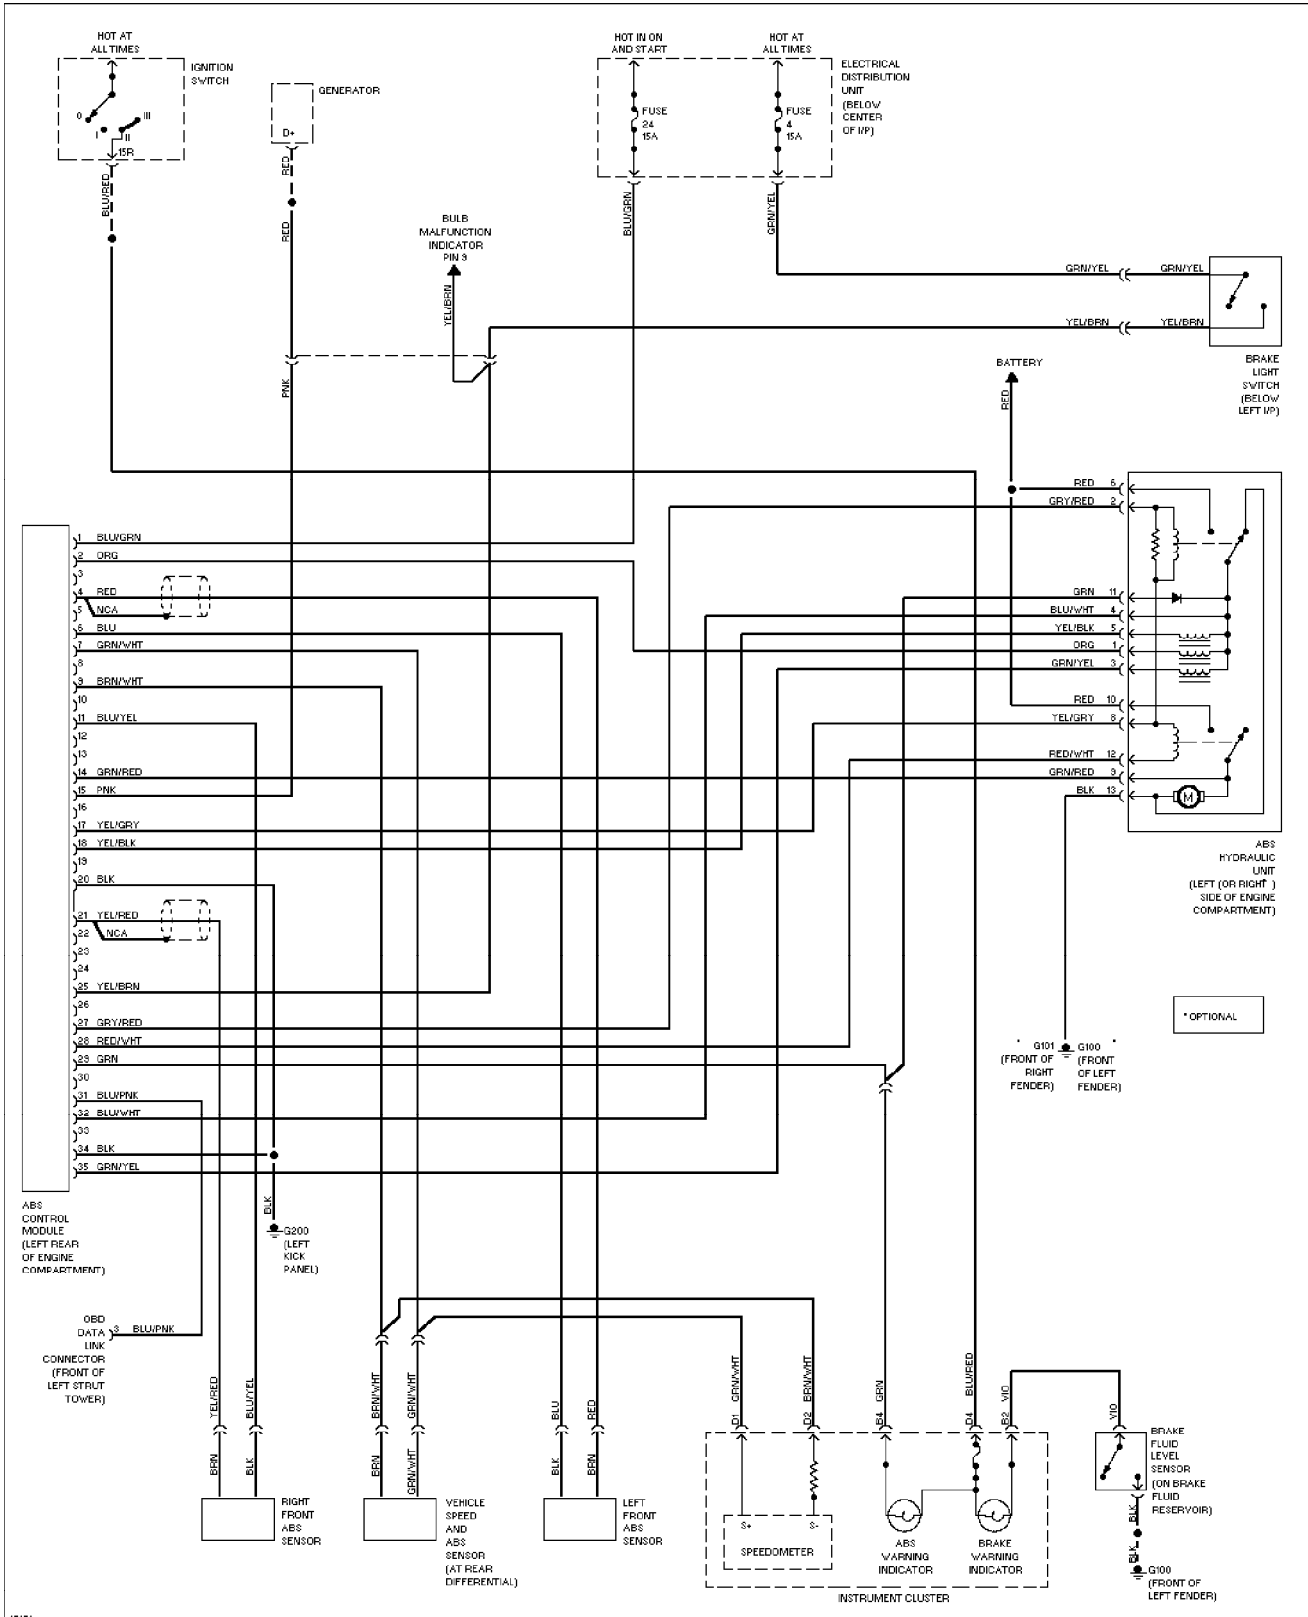 HOT AT
ALL TIMES
IGNITION
SWITCH
0
I
II
III
15R
BLU/RED
GENERATOR
D+
RED
RED
BULB
MALFUNCTION
INDICATOR
PIN 9
YEL/BRN
PNK
HOT IN ON
AND START
FUSE
24
15A
BLU/GRN
HOT AT
ALL TIMES
FUSE
4
15A
GRN/YEL
ELECTRICAL
DISTRIBUTION
UNIT
(BELOW
CENTER
OF I/P)
GRN/YEL GRN/YEL
YEL/BRN YEL/BRN
BRAKE
LIGHT
SWITCH
(BELOW
LEFT I/P)
BATTERY
RED
RED 6
GRY/RED 2
GRN 11
BLU/WHT 4
YEL/BLK 5
ORG 1
GRN/YEL 3
RED 10
YEL/GRY 8
RED/WHT 12
GRN/RED 9
BLK 13
M
ABS
HYDRAULIC
UNIT
(LEFT (OR RIGHT * )
SIDE OF ENGINE
COMPARTMENT)
* OPTIONAL
* G101
(FRONT OF
RIGHT
FENDER)
G100 *
(FRONT
OF LEFT
FENDER)
1 BLU/GRN
2 ORG
3
4 RED
5 NCA
6 BLU
7 GRN/WHT
8
9 BRN/WHT
10
11 BLU/YEL
12
13
14 GRN/RED
15 PNK
16
17 YEL/GRY
18 YEL/BLK
19
20 BLK
21 YEL/RED
22 NCA
23
24
25 YEL/BRN
26
27 GRY/RED
28 RED/WHT
29 GRN
30
31 BLU/PNK
32 BLU/WHT
33
34 BLK
35 GRN/YEL
ABS
CONTROL
MODULE
(LEFT REAR
OF ENGINE
COMPARTMENT)
BLK
G200
(LEFT
KICK
PANEL)
OBD
DATA
LINK
CONNECTOR
(FRONT OF
LEFT STRUT
TOWER)
3 BLU/PNK
YEL/RED
BLU/YEL
BRN
BLK
RIGHT
FRONT
ABS
SENSOR
BRN/WHT
GRN/WHT
BRN
GRN/WHT
VEHICLE
SPEED
AND
ABS
SENSOR
(AT REAR
DIFFERENTIAL)
BLU
RED
BLK
BRN
LEFT
FRONT
ABS
SENSOR
D1 GRN/WHT
D2 BRN/WHT
B4 GRN
D4 BLU/RED
B2 VIO
S+
S-
SPEEDOMETER
ABS
WARNING
INDICATOR
BRAKE
WARNING
INDICATOR
INSTRUMENT CLUSTER
VIO
BRAKE
FLUID
LEVEL
SENSOR
(ON BRAKE
FLUID
RESERVOIR)
BLK
BLK
G100
(FRONT OF
LEFT FENDER)